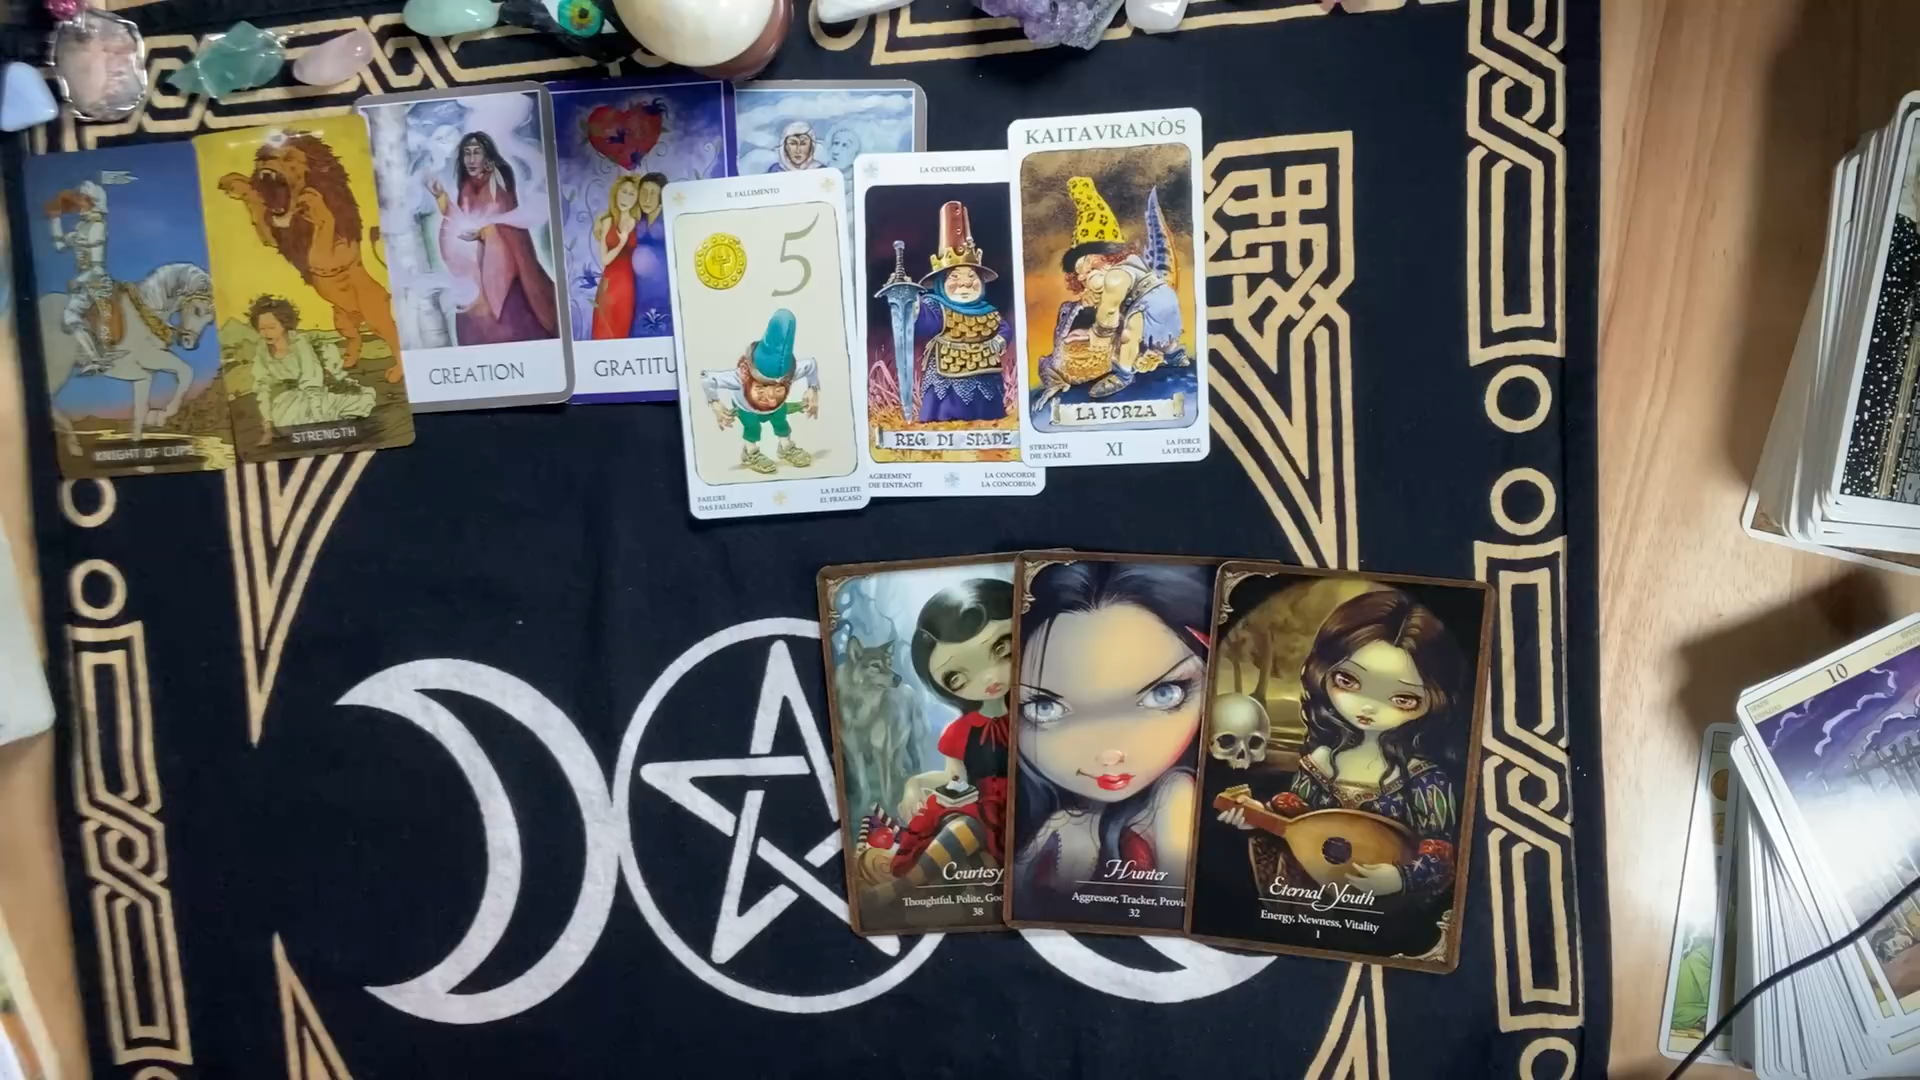 KNIGHT OF CUPS
STRENGTH
CREATION
GRATITU
IL FALLIMENTO
5
FAILURE
DAS FALLIMENT
LA FAILLITE
EL FRACASO
LA CONCORDIA
REG. DI SPADE
AGREEMENT
DIE EINTRACHT
LA CONCORDE
LA CONCORDIA
KAITAVRANÒS
LA FORZA
STRENGTH
DIE STÄRKE
XI
LA FORCE
LA FUERZA
Courtesy
Thoughtful, Polite, Goo
38
Hunter
Aggressor, Tracker, Provi
32
Eternal Youth
Energy, Newness, Vitality
1
10